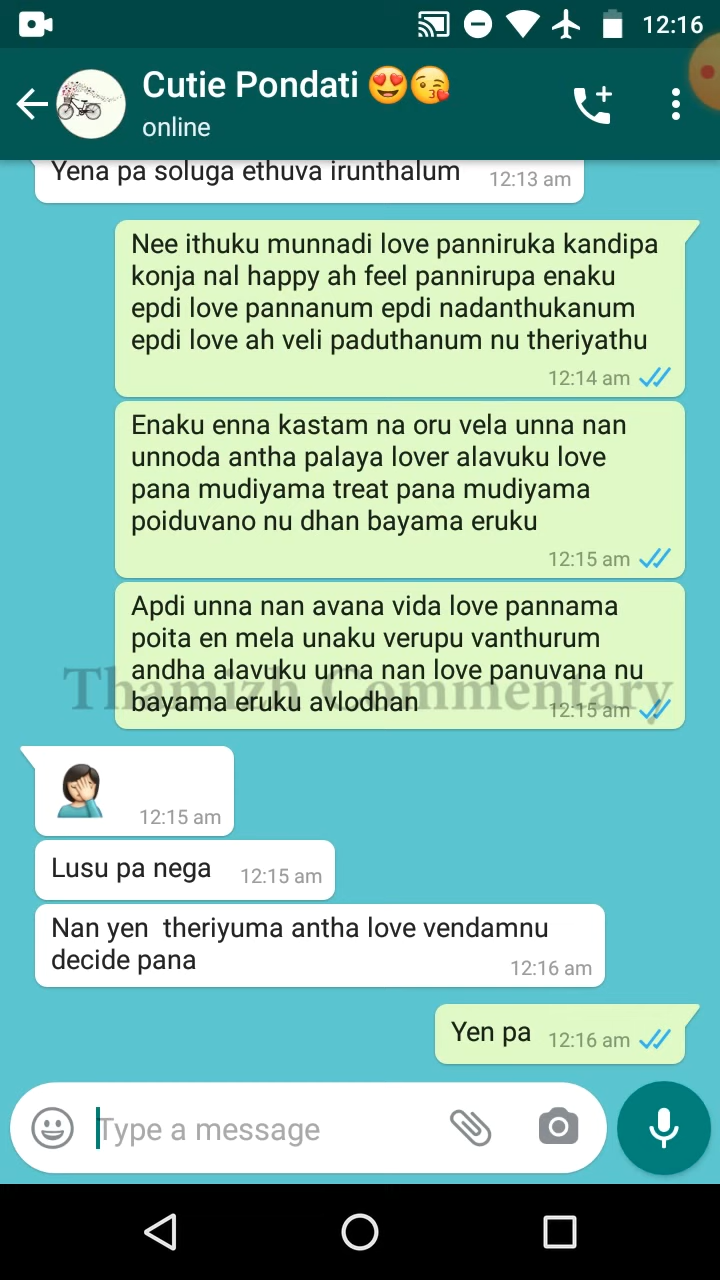 12:16
Cutie Pondati 😍😘
online
Yena pa soluga ethuva irunthalum 12:13 am
Nee ithuku munnadi love panniruka kandipa
konja nal happy ah feel pannirupa enaku
epdi love pannanum epdi nadanthukanum
epdi love ah veli paduthanum nu theriyathu
12:14 am
Enaku enna kastam na oru vela unna nan
unnoda antha palaya lover alavuku love
pana mudiyama treat pana mudiyama
poiduvano nu dhan bayama eruku
12:15 am
Apdi unna nan avana vida love pannama
poita en mela unaku verupu vanthurum
andha alavuku unna nan love panuvana nu
bayama eruku avlodhan 12:15 am
Thamizh Commentary
🤦🏻‍♀️ 12:15 am
Lusu pa nega 12:15 am
Nan yen theriyuma antha love vendamnu
decide pana 12:16 am
Yen pa 12:16 am
Type a message